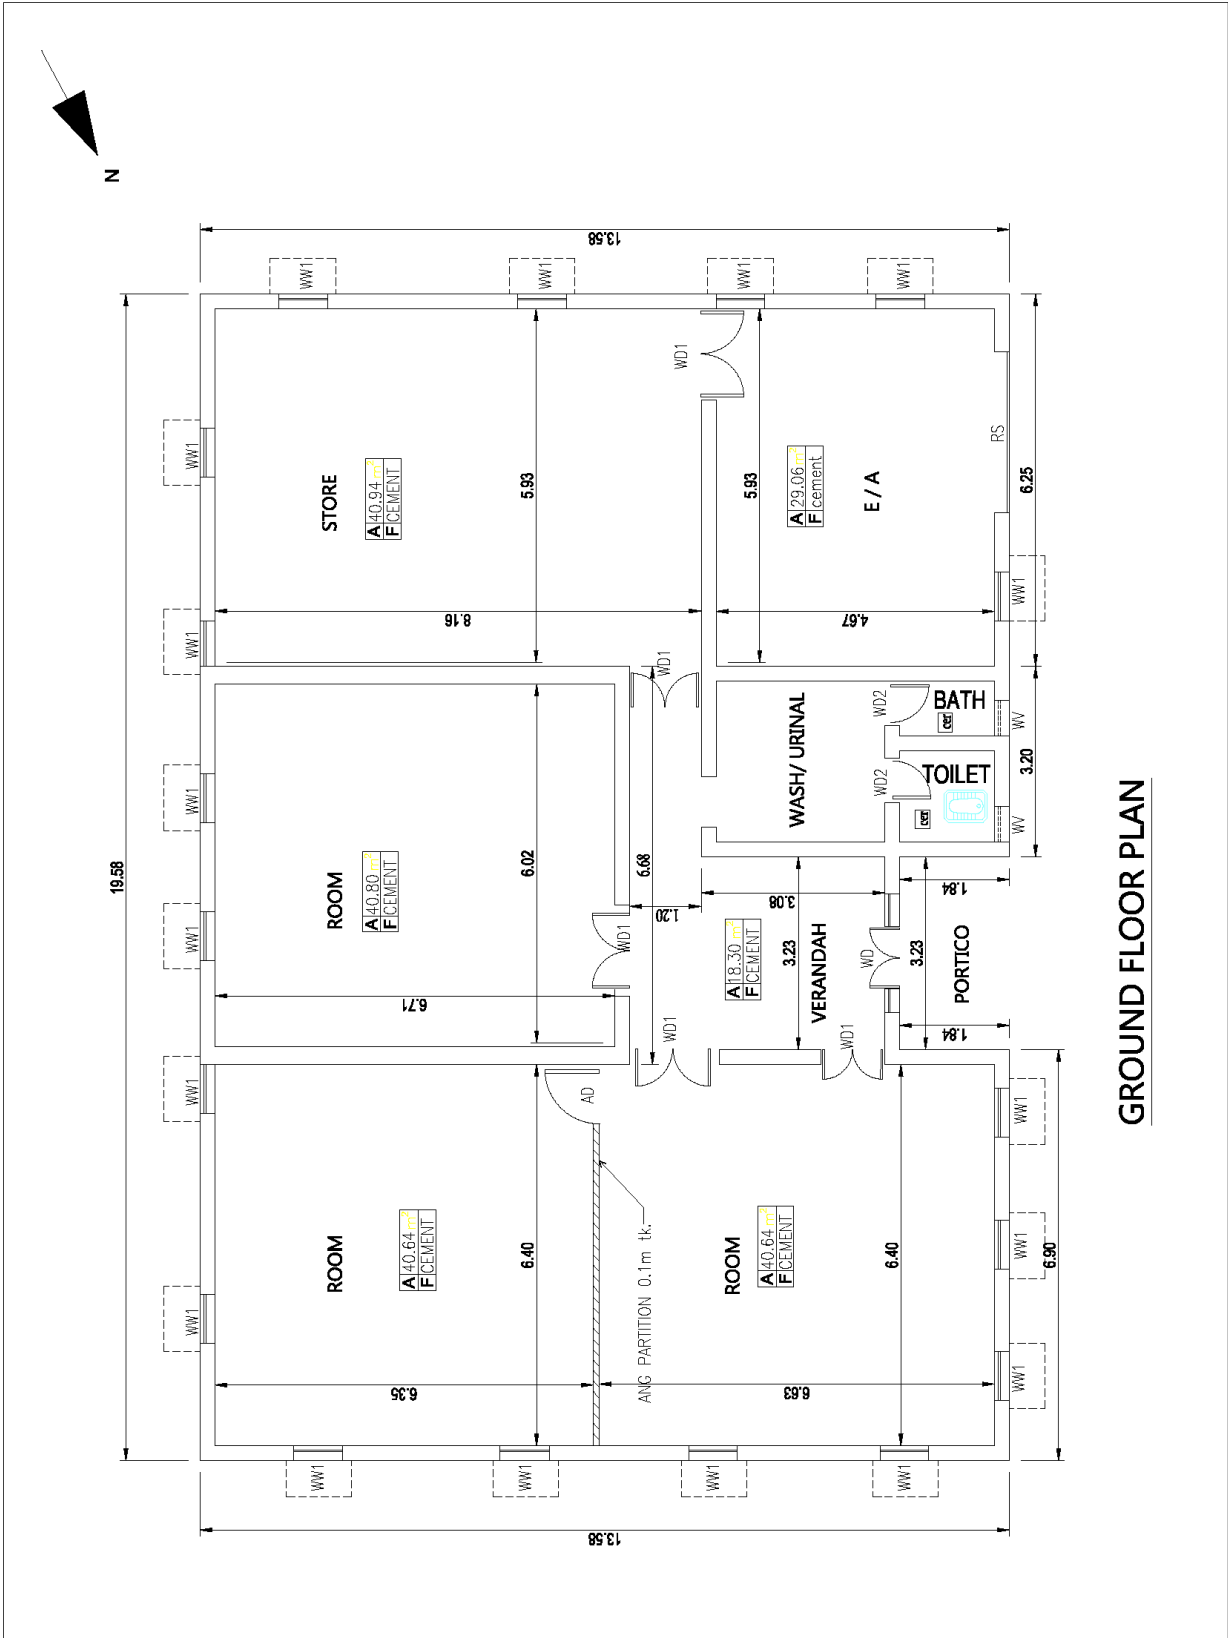 N
13.58
WW1
WW1
WW1
WW1
19.58
WW1
WW1
WW1
WW1
WW1
WW1
STORE
A 40.94 m²
F CEMENT
5.93
8.16
WD1
5.93
A 29.06 m²
F cement
E / A
RS
6.25
4.67
WW1
WD1
ROOM
A 40.80 m²
F CEMENT
6.02
6.71
WD1
6.68
1.20
WASH/ URINAL
WD2
BATH
cer
WV
WD2
TOILET
cer
WV
3.20
3.08
1.84
A 18.30 m²
F CEMENT
3.23
VERANDAH
WD
3.23
PORTICO
1.84
WD1
WD1
ROOM
A 40.64 m²
F CEMENT
6.40
6.35
AD
ANG PARTITION 0.1m tk.
ROOM
A 40.64 m²
F CEMENT
6.40
6.63
WW1
WW1
WW1
6.90
WW1
WW1
WW1
WW1
13.58
GROUND FLOOR PLAN